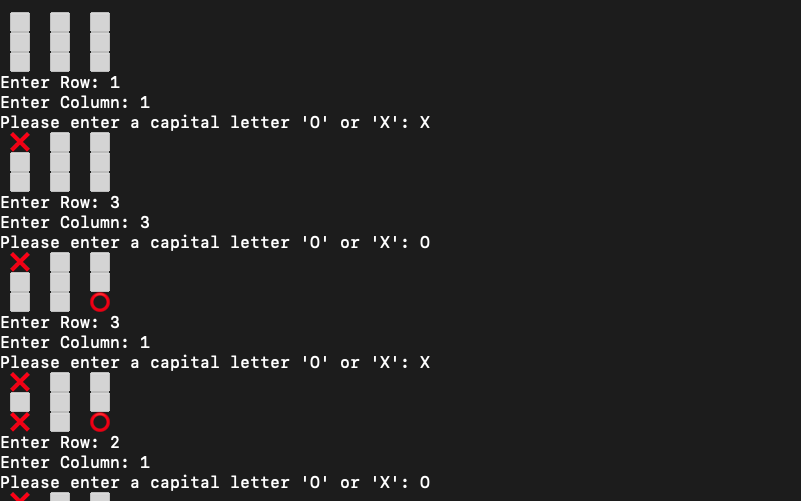 ⬜ ⬜ ⬜
⬜ ⬜ ⬜
⬜ ⬜ ⬜
Enter Row: 1
Enter Column: 1
Please enter a capital letter 'O' or 'X': X
❌ ⬜ ⬜
⬜ ⬜ ⬜
⬜ ⬜ ⬜
Enter Row: 3
Enter Column: 3
Please enter a capital letter 'O' or 'X': O
❌ ⬜ ⬜
⬜ ⬜ ⬜
⬜ ⬜ ⭕
Enter Row: 3
Enter Column: 1
Please enter a capital letter 'O' or 'X': X
❌ ⬜ ⬜
⬜ ⬜ ⬜
❌ ⬜ ⭕
Enter Row: 2
Enter Column: 1
Please enter a capital letter 'O' or 'X': O
❌ ⬜ ⬜